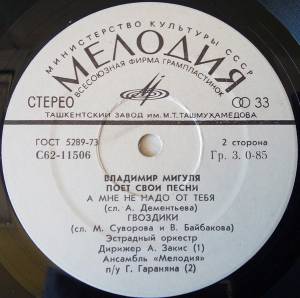 МИНИСТЕРСТВО КУЛЬТУРЫ СССР
МЕЛОДИЯ
ВСЕСОЮЗНАЯ ФИРМА ГРАМПЛАСТИНОК
СТЕРЕО 33
ТАШКЕНТСКИЙ ЗАВОД ИМ. М.Т. ТАШМУХАМЕДОВА
ГОСТ 5289-73 2 сторона
С62-11506 Гр. 3. 0-85
ВЛАДИМИР МИГУЛЯ
ПОЕТ СВОИ ПЕСНИ
А МНЕ НЕ НАДО ОТ ТЕБЯ
(сл. А. Дементьева)
ГВОЗДИКИ
(сл. М. Суворова и В. Байбакова)
Эстрадный оркестр
Дирижер А. Закис (1)
Ансамбль «Мелодия»
п/у Г. Гараняна (2)